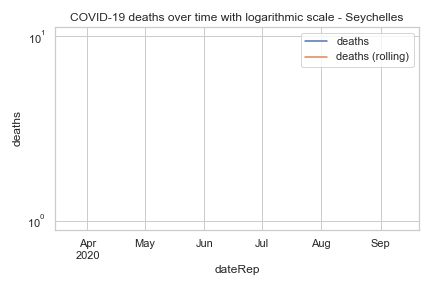 COVID-19 deaths over time with logarithmic scale - Seychelles
10¹
deaths
deaths (rolling)
deaths
10⁰
Apr May Jun Jul Aug Sep
2020
dateRep